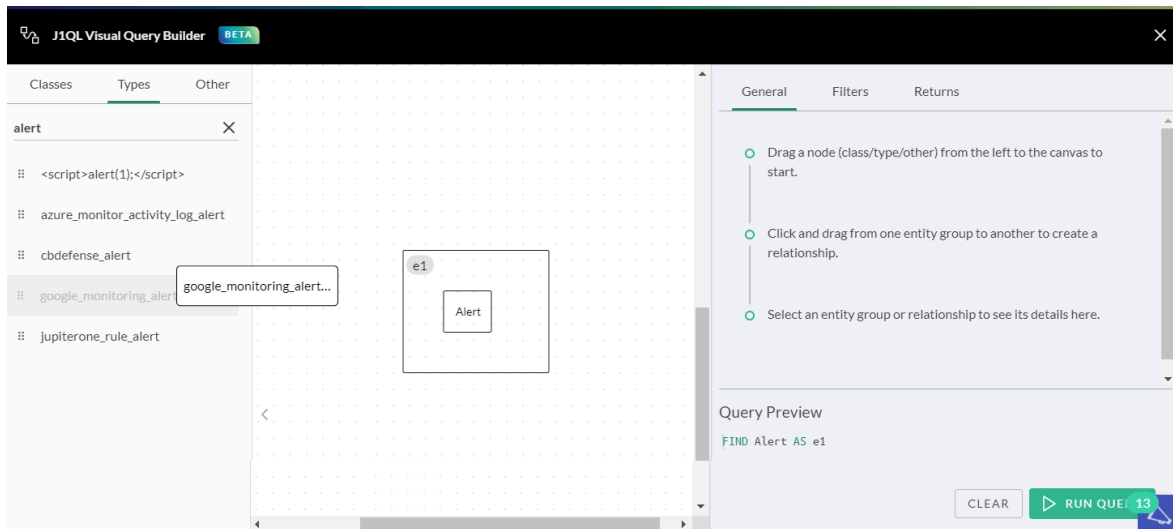 J1QL Visual Query Builder BETA
Classes Types Other
alert
<script>alert(1);</script>
azure_monitor_activity_log_alert
cbdefense_alert
google_monitoring_alert
google_monitoring_alert...
jupiterone_rule_alert
e1
Alert
General Filters Returns
Drag a node (class/type/other) from the left to the canvas to
start.
Click and drag from one entity group to another to create a
relationship.
Select an entity group or relationship to see its details here.
Query Preview
FIND Alert AS e1
CLEAR
RUN QUE
13